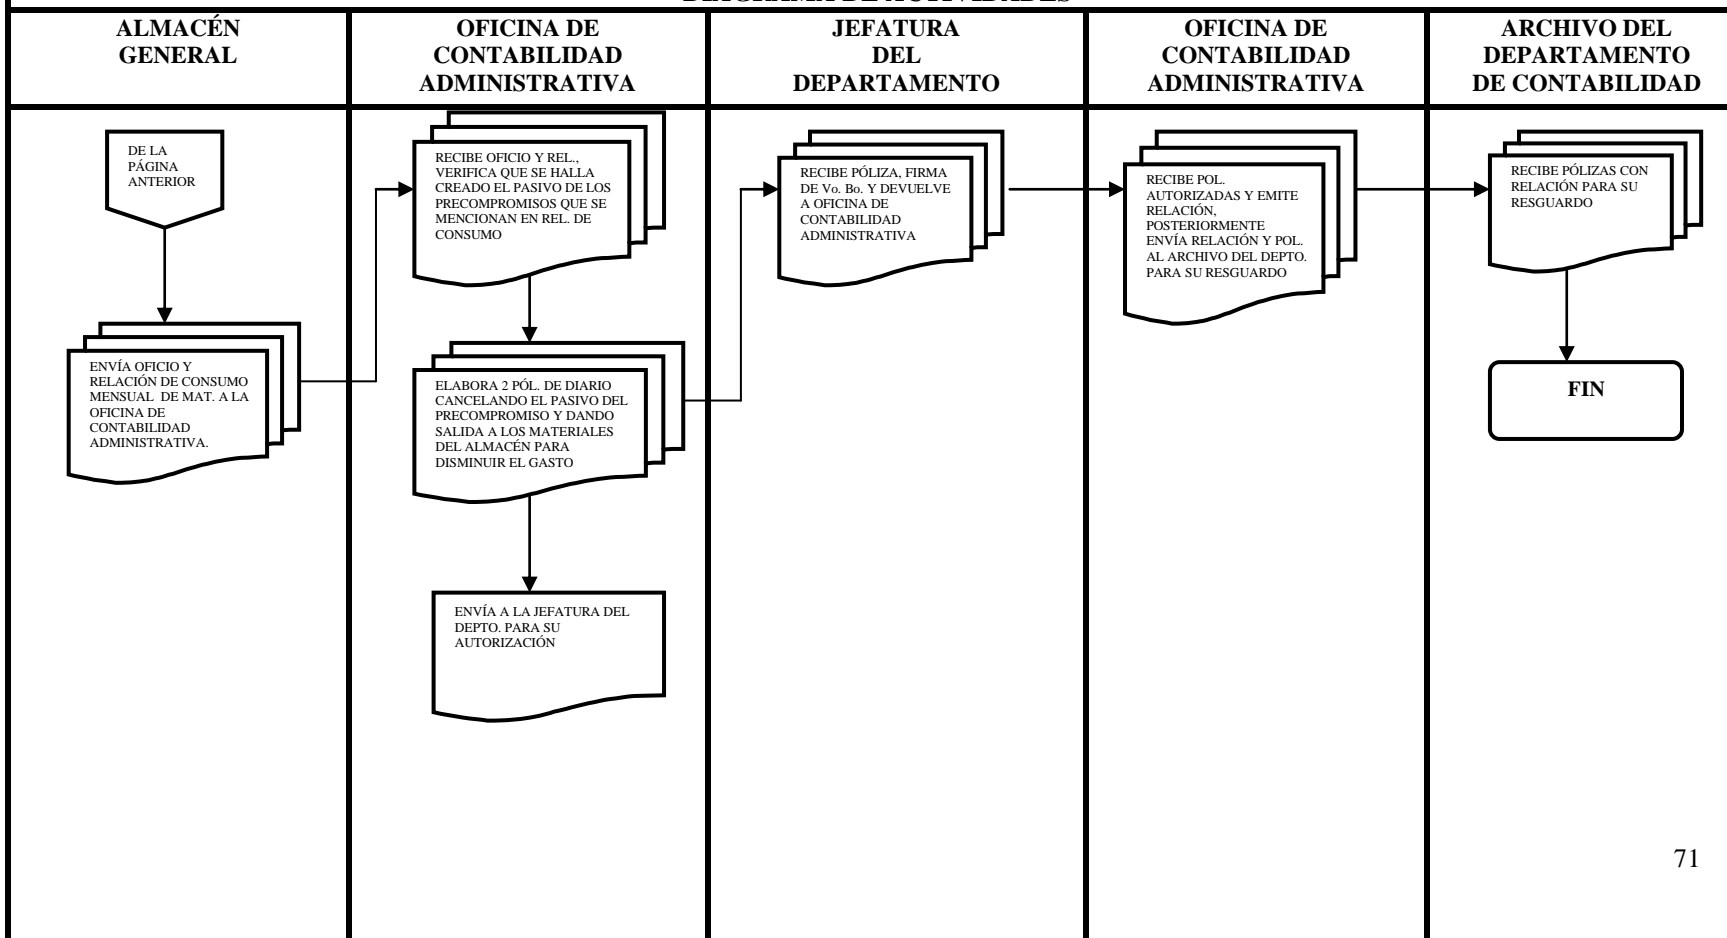 DIAGRAMA DE ACTIVIDADES
ALMACÉN
GENERAL
OFICINA DE
CONTABILIDAD
ADMINISTRATIVA
JEFATURA
DEL
DEPARTAMENTO
OFICINA DE
CONTABILIDAD
ADMINISTRATIVA
ARCHIVO DEL
DEPARTAMENTO
DE CONTABILIDAD
DE LA
PÁGINA
ANTERIOR
ENVÍA OFICIO Y
RELACIÓN DE CONSUMO
MENSUAL DE MAT. A LA
OFICINA DE
CONTABILIDAD
ADMINISTRATIVA.
RECIBE OFICIO Y REL.,
VERIFICA QUE SE HALLA
CREADO EL PASIVO DE LOS
PRECOMPROMISOS QUE SE
MENCIONAN EN REL. DE
CONSUMO
ELABORA 2 PÓL. DE DIARIO
CANCELANDO EL PASIVO DEL
PRECOMPROMISO Y DANDO
SALIDA A LOS MATERIALES
DEL ALMACÉN PARA
DISMINUIR EL GASTO
ENVÍA A LA JEFATURA DEL
DEPTO. PARA SU
AUTORIZACIÓN
RECIBE PÓLIZA, FIRMA
DE Vo. Bo. Y DEVUELVE
A OFICINA DE
CONTABILIDAD
ADMINISTRATIVA
RECIBE POL.
AUTORIZADAS Y EMITE
RELACIÓN,
POSTERIORMENTE
ENVÍA RELACIÓN Y POL.
AL ARCHIVO DEL DEPTO.
PARA SU RESGUARDO
RECIBE PÓLIZAS CON
RELACIÓN PARA SU
RESGUARDO
FIN
71